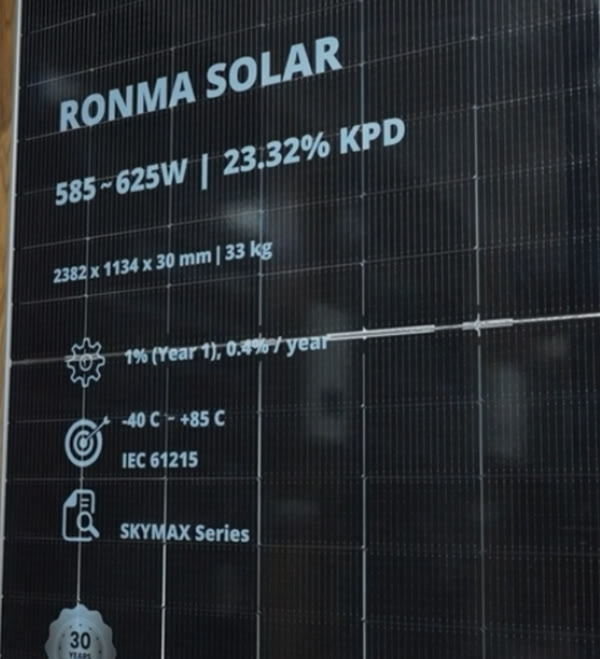 RONMA SOLAR
585~625W | 23.32% KPD
2382 x 1134 x 30 mm | 33 kg
1% (Year 1), 0.4% / year
-40 C ~ +85 C
IEC 61215
SKYMAX Series
30
YEARS